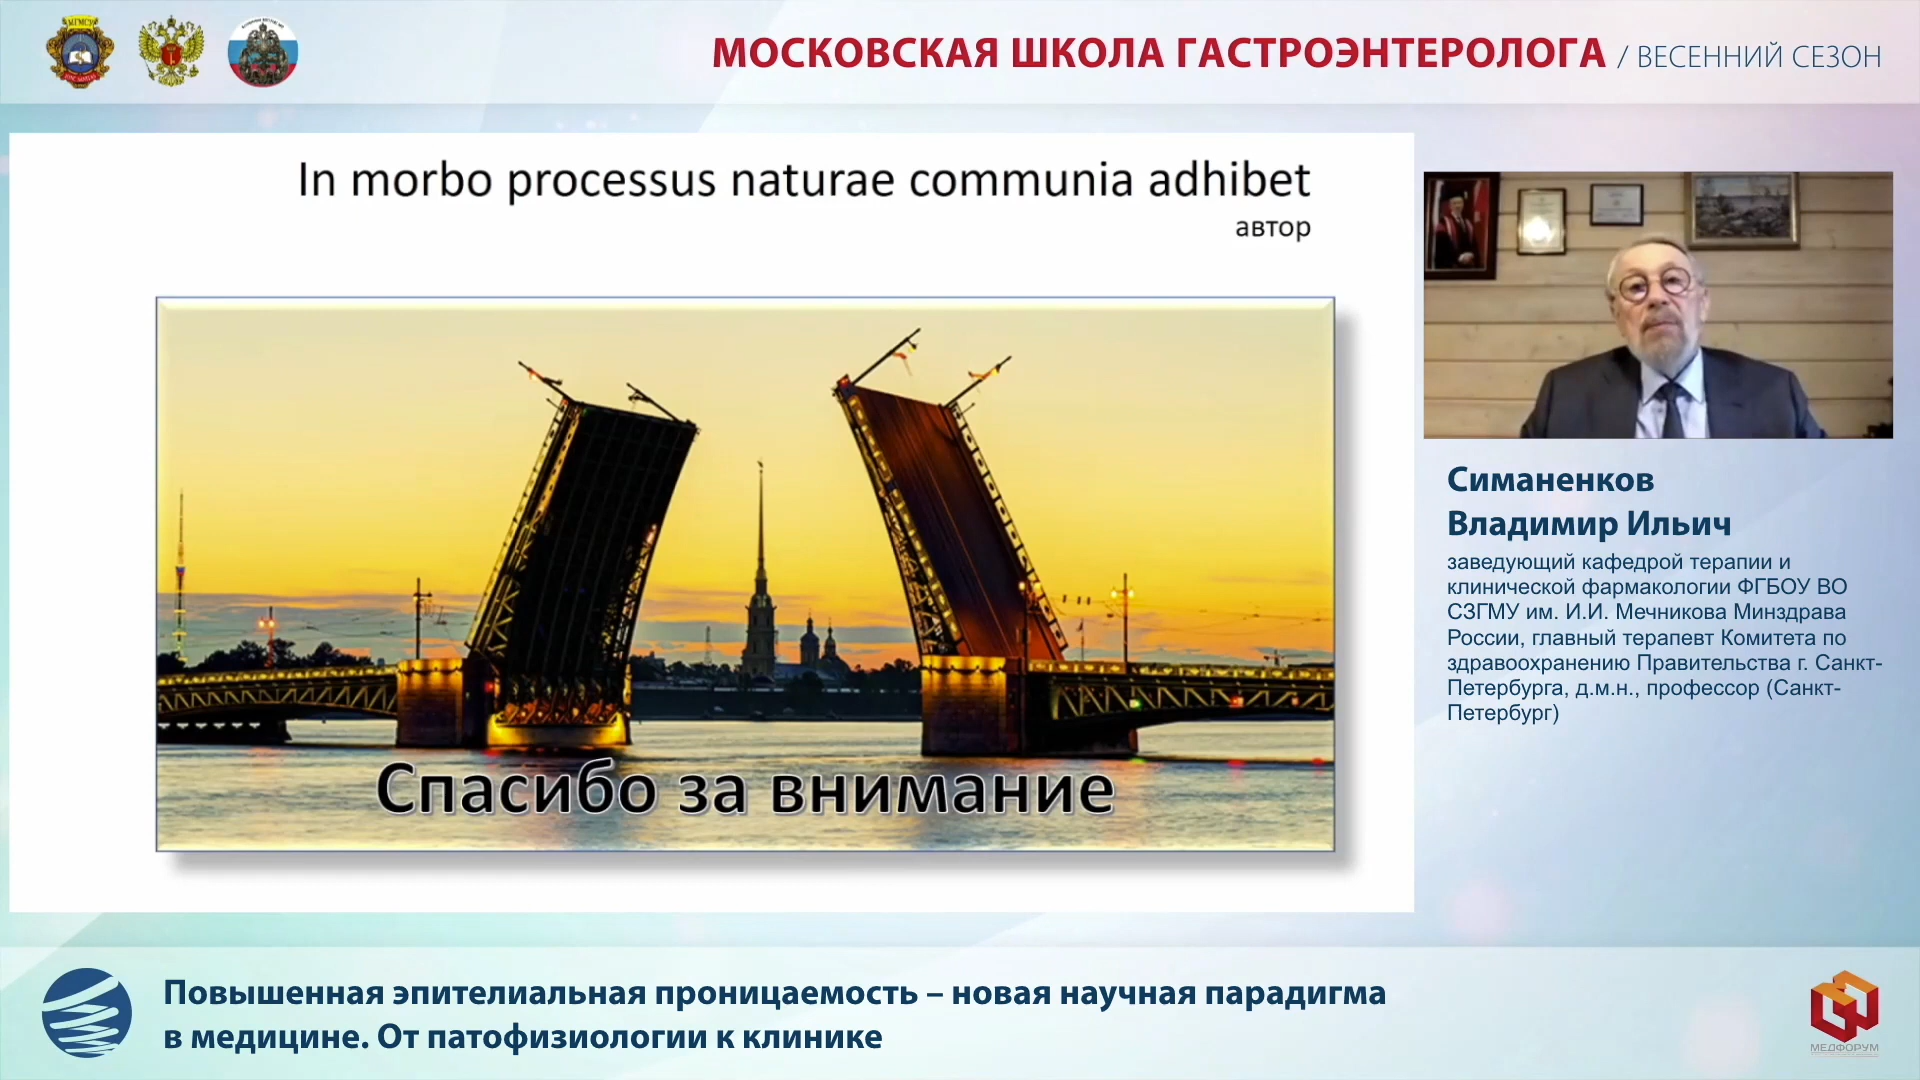 МОСКОВСКАЯ ШКОЛА ГАСТРОЭНТЕРОЛОГА / ВЕСЕННИЙ СЕЗОН
In morbo processus naturae communia adhibet
автор
Спасибо за внимание
Симаненков
Владимир Ильич
заведующий кафедрой терапии и
клинической фармакологии ФГБОУ ВО
СЗГМУ им. И.И. Мечникова Минздрава
России, главный терапевт Комитета по
здравоохранению Правительства г. Санкт-
Петербурга, д.м.н., профессор (Санкт-
Петербург)
Повышенная эпителиальная проницаемость – новая научная парадигма
в медицине. От патофизиологии к клинике
МЕДФОРУМ